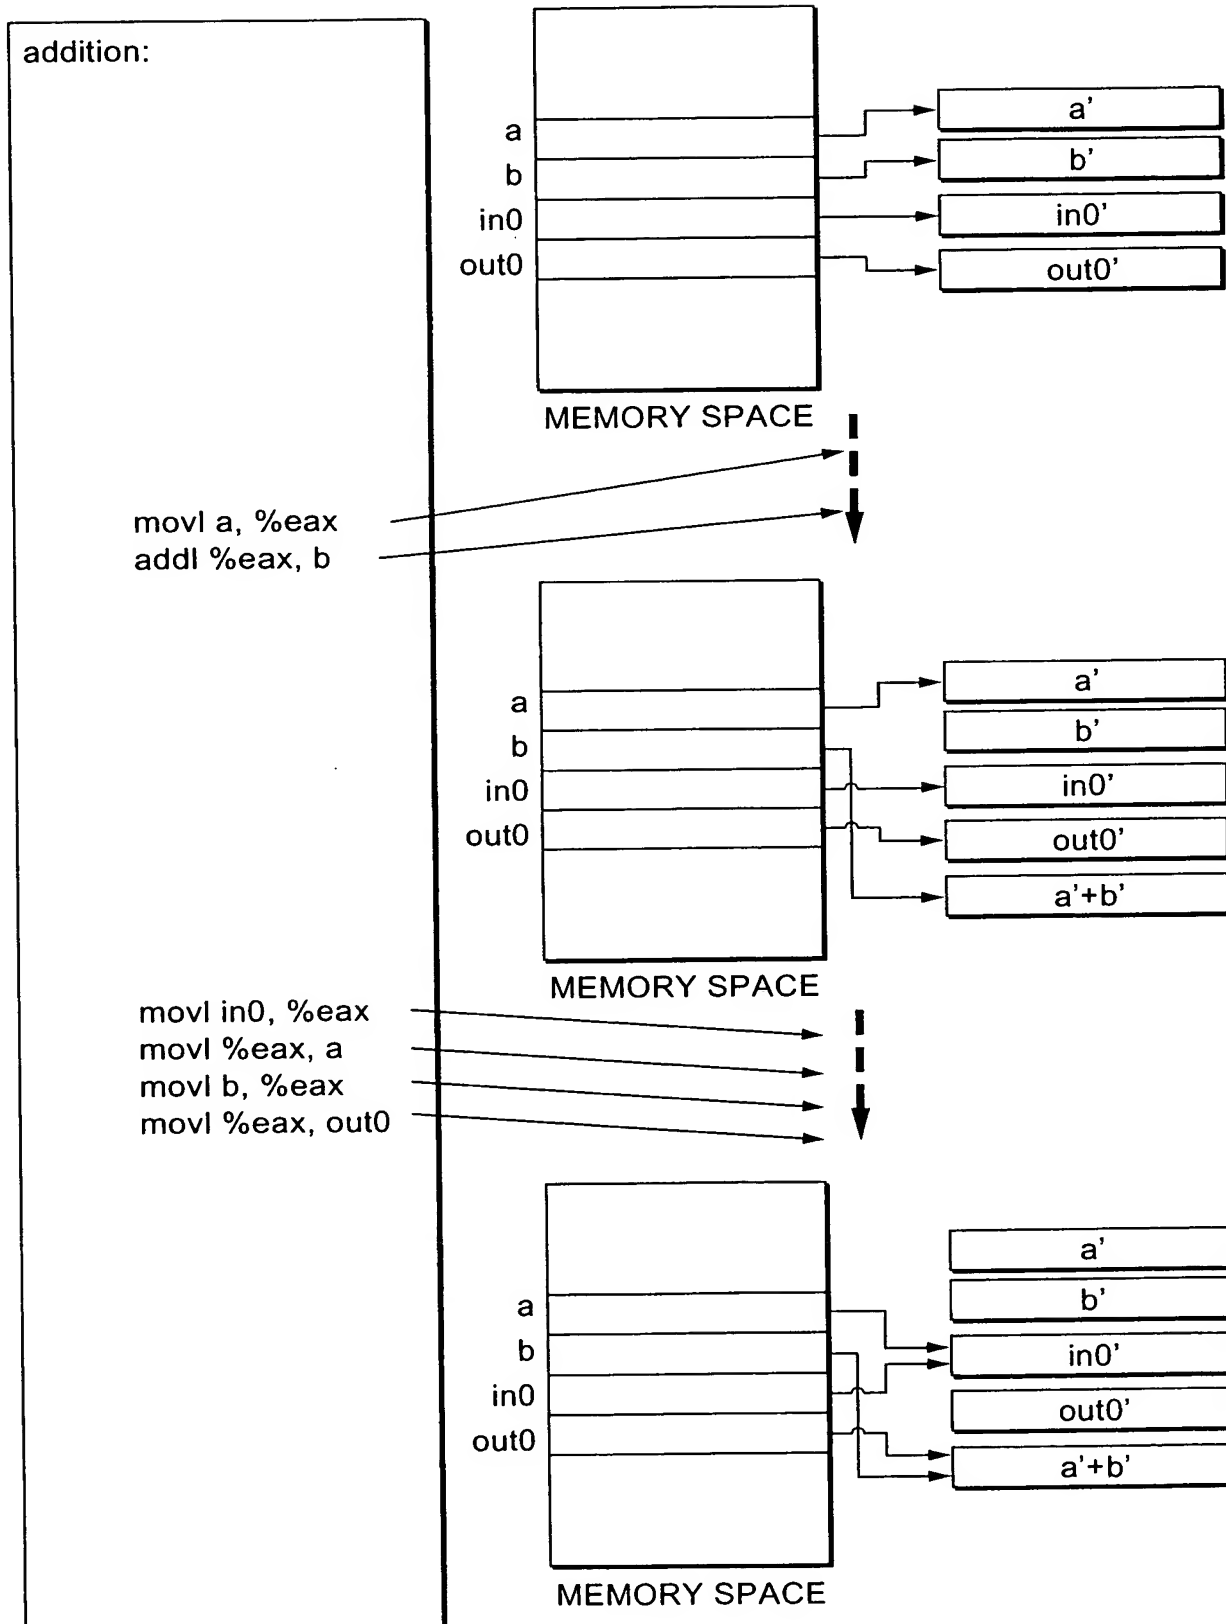 addition:
a
b
in0
out0
a'
b'
in0'
out0'
MEMORY SPACE
movl a, %eax
addl %eax, b
a
b
in0
out0
a'
b'
in0'
out0'
a'+b'
MEMORY SPACE
movl in0, %eax
movl %eax, a
movl b, %eax
movl %eax, out0
a
b
in0
out0
a'
b'
in0'
out0'
a'+b'
MEMORY SPACE